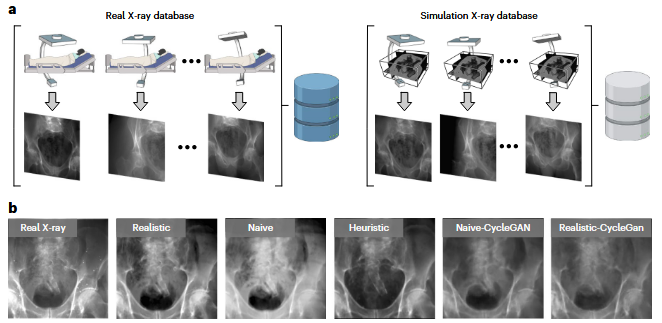 a
Real X-ray database
Simulation X-ray database
b
Real X-ray
Realistic
Naive
Heuristic
Naive-CycleGAN
Realistic-CycleGan